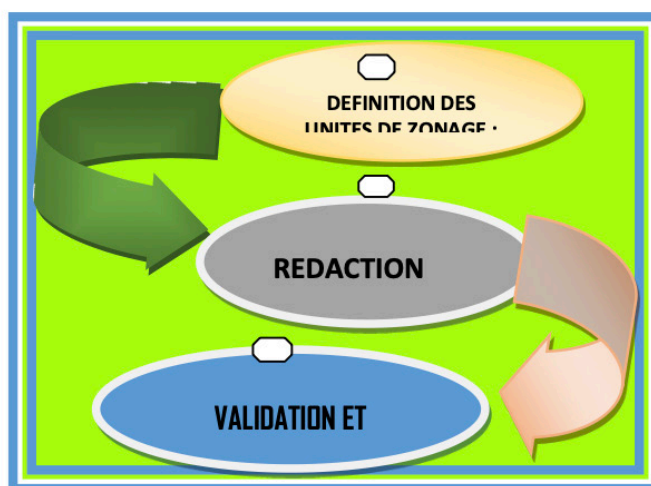 DEFINITION DES
UNITES DE ZONAGE :
REDACTION
VALIDATION ET